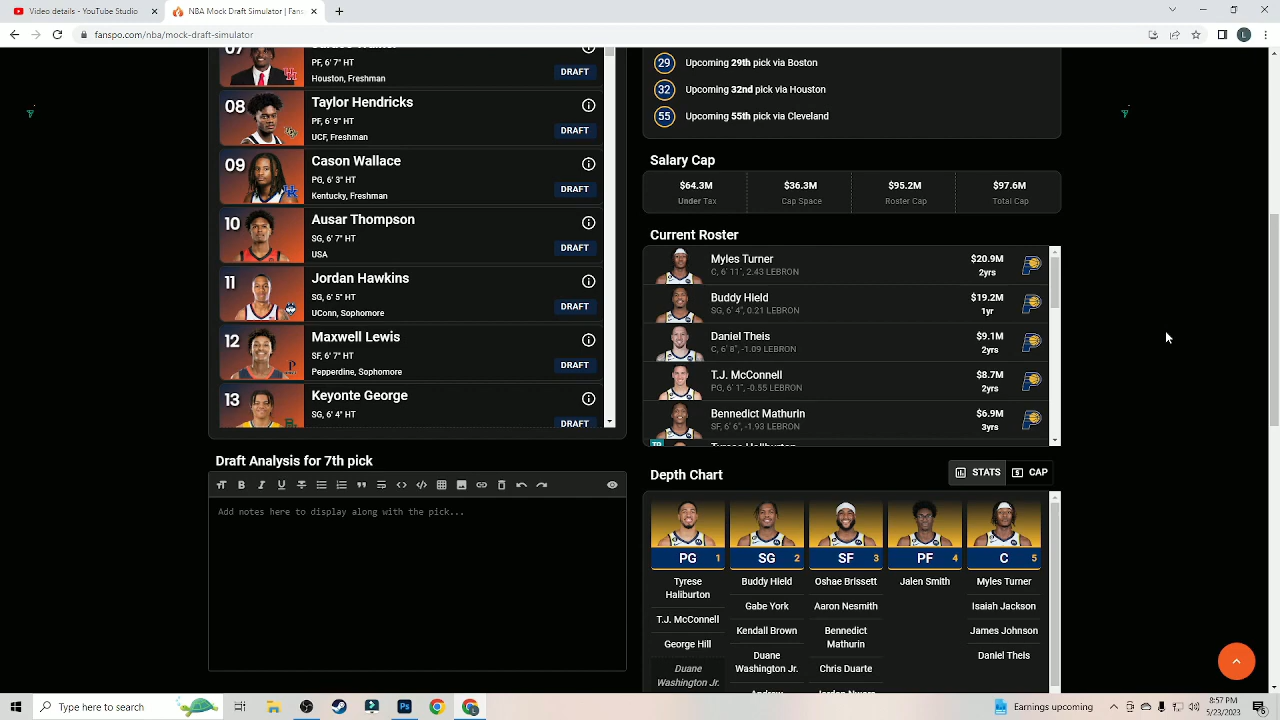 Video details - YouTube Studio
NBA Mock Draft Simulator | Fans
fanspo.com/nba/mock-draft-simulator
L
07
PF, 6' 7" HT
Houston, Freshman
DRAFT
08
Taylor Hendricks
PF, 6' 9" HT
UCF, Freshman
DRAFT
09
Cason Wallace
PG, 6' 3" HT
Kentucky, Freshman
DRAFT
10
Ausar Thompson
SG, 6' 7" HT
USA
DRAFT
11
Jordan Hawkins
SG, 6' 5" HT
UConn, Sophomore
DRAFT
12
Maxwell Lewis
SF, 6' 7" HT
Pepperdine, Sophomore
DRAFT
13
Keyonte George
SG, 6' 4" HT
DRAFT
Draft Analysis for 7th pick
Add notes here to display along with the pick...
29 Upcoming 29th pick via Boston
32 Upcoming 32nd pick via Houston
55 Upcoming 55th pick via Cleveland
Salary Cap
$64.3M $36.3M $95.2M $97.6M
Under Tax Cap Space Roster Cap Total Cap
Current Roster
Myles Turner $20.9M
C, 6' 11", 2.43 LEBRON 2yrs
Buddy Hield $19.2M
SG, 6' 4", 0.21 LEBRON 1yr
Daniel Theis $9.1M
C, 6' 8", -1.09 LEBRON 2yrs
T.J. McConnell $8.7M
PG, 6' 1", -0.55 LEBRON 2yrs
Bennedict Mathurin $6.9M
SF, 6' 6", -1.93 LEBRON 3yrs
Depth Chart
STATS CAP
PG 1 SG 2 SF 3 PF 4 C 5
Tyrese
Haliburton
T.J. McConnell
George Hill
Duane
Washington Jr.
Buddy Hield
Gabe York
Kendall Brown
Duane
Washington Jr.
Oshae Brissett
Aaron Nesmith
Bennedict
Mathurin
Chris Duarte
Jalen Smith
Myles Turner
Isaiah Jackson
James Johnson
Daniel Theis
Type here to search
Earnings upcoming
8:57 PM
5/23/2023